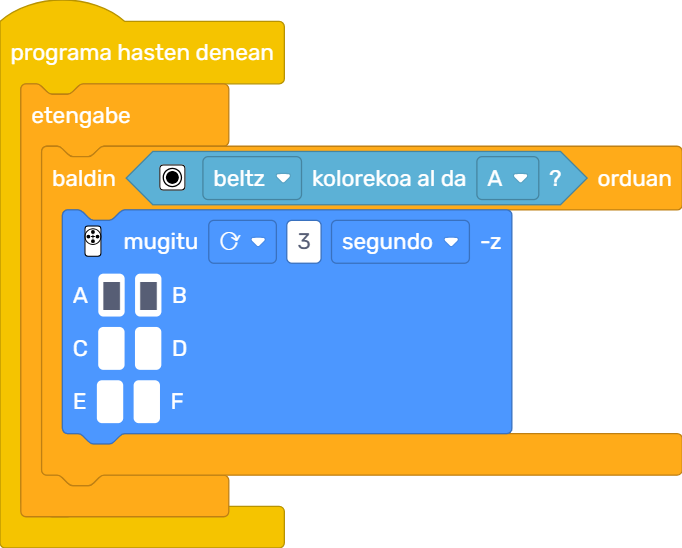 programa hasten denean
etengabe
baldin beltz kolorekoa al da A ? orduan
mugitu 3 segundo -z
A B
C D
E F